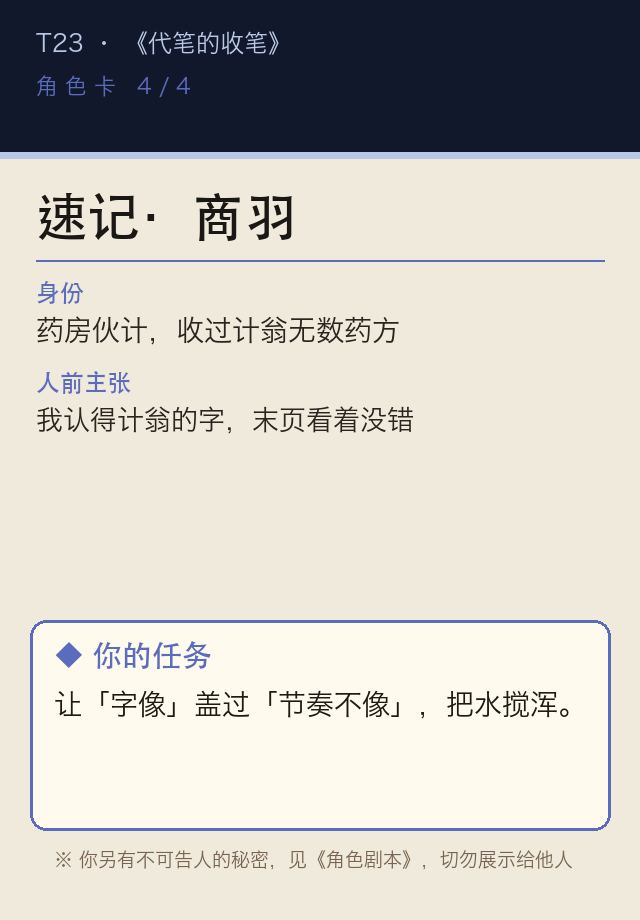 T23 · 《代笔的收笔》
角色卡 4/4
速记· 商羽
身份
药房伙计，收过计翁无数药方
人前主张
我认得计翁的字，末页看着没错
◆ 你的任务
让「字像」盖过「节奏不像」，把水搅浑。
※ 你另有不可告人的秘密，见《角色剧本》，切勿展示给他人